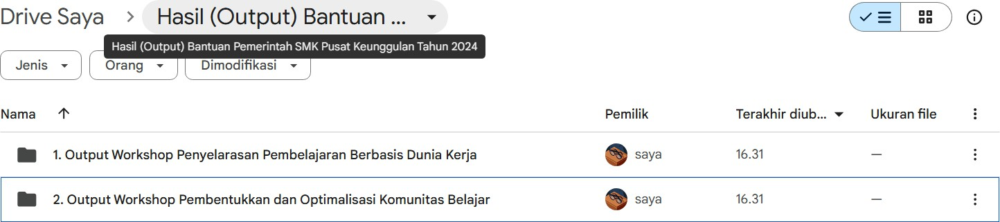 Drive Saya > Hasil (Output) Bantuan ...
Hasil (Output) Bantuan Pemerintah SMK Pusat Keunggulan Tahun 2024
Jenis Orang Dimodifikasi
Nama Pemilik Terakhir diub... Ukuran file
1. Output Workshop Penyelarasan Pembelajaran Berbasis Dunia Kerja saya 16.31 —
2. Output Workshop Pembentukkan dan Optimalisasi Komunitas Belajar saya 16.31 —